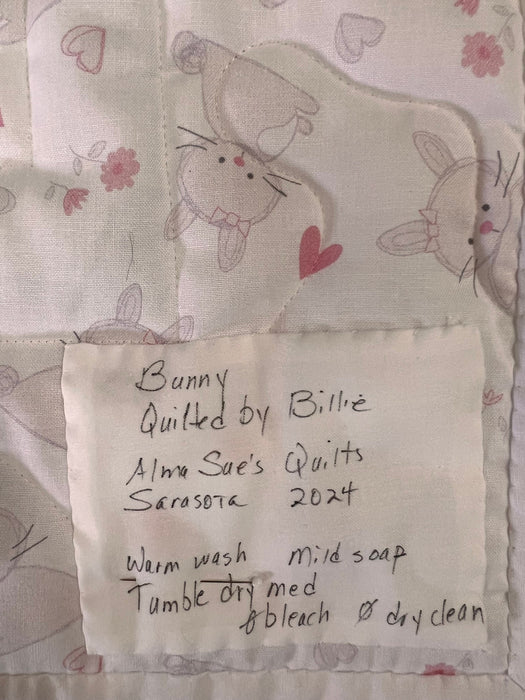 Bunny
Quilted by Billie
Alma Sue's Quilts
Sarasota 2024
Warm wash mild soap
Tumble dry med
Ø bleach Ø dry clean